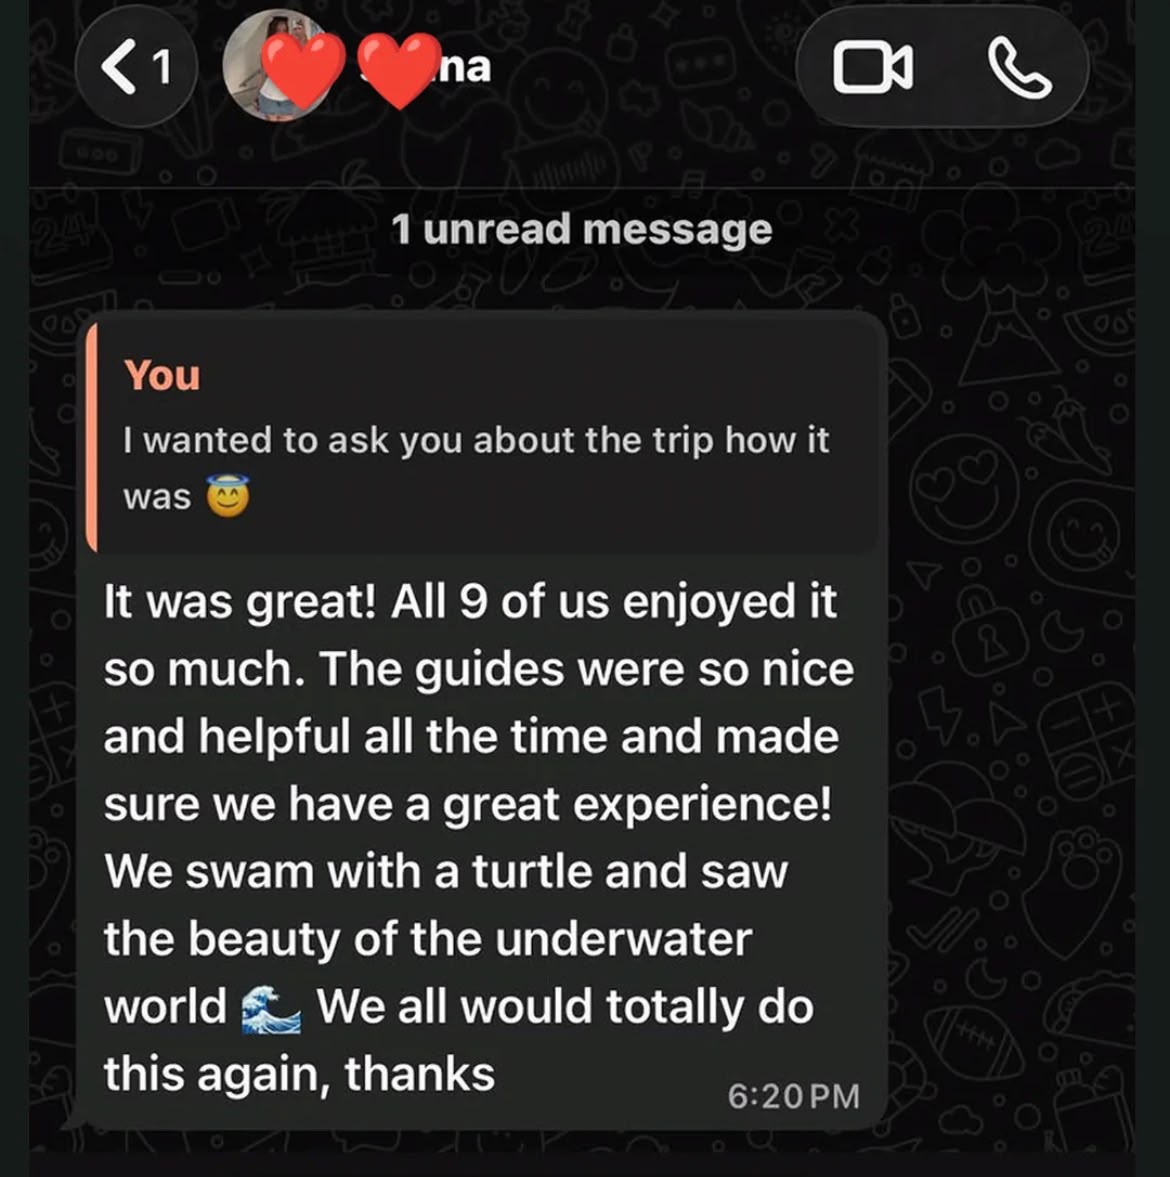 1
na
1 unread message
You
I wanted to ask you about the trip how it
was 😇
It was great! All 9 of us enjoyed it
so much. The guides were so nice
and helpful all the time and made
sure we have a great experience!
We swam with a turtle and saw
the beauty of the underwater
world 🌊 We all would totally do
this again, thanks
6:20 PM